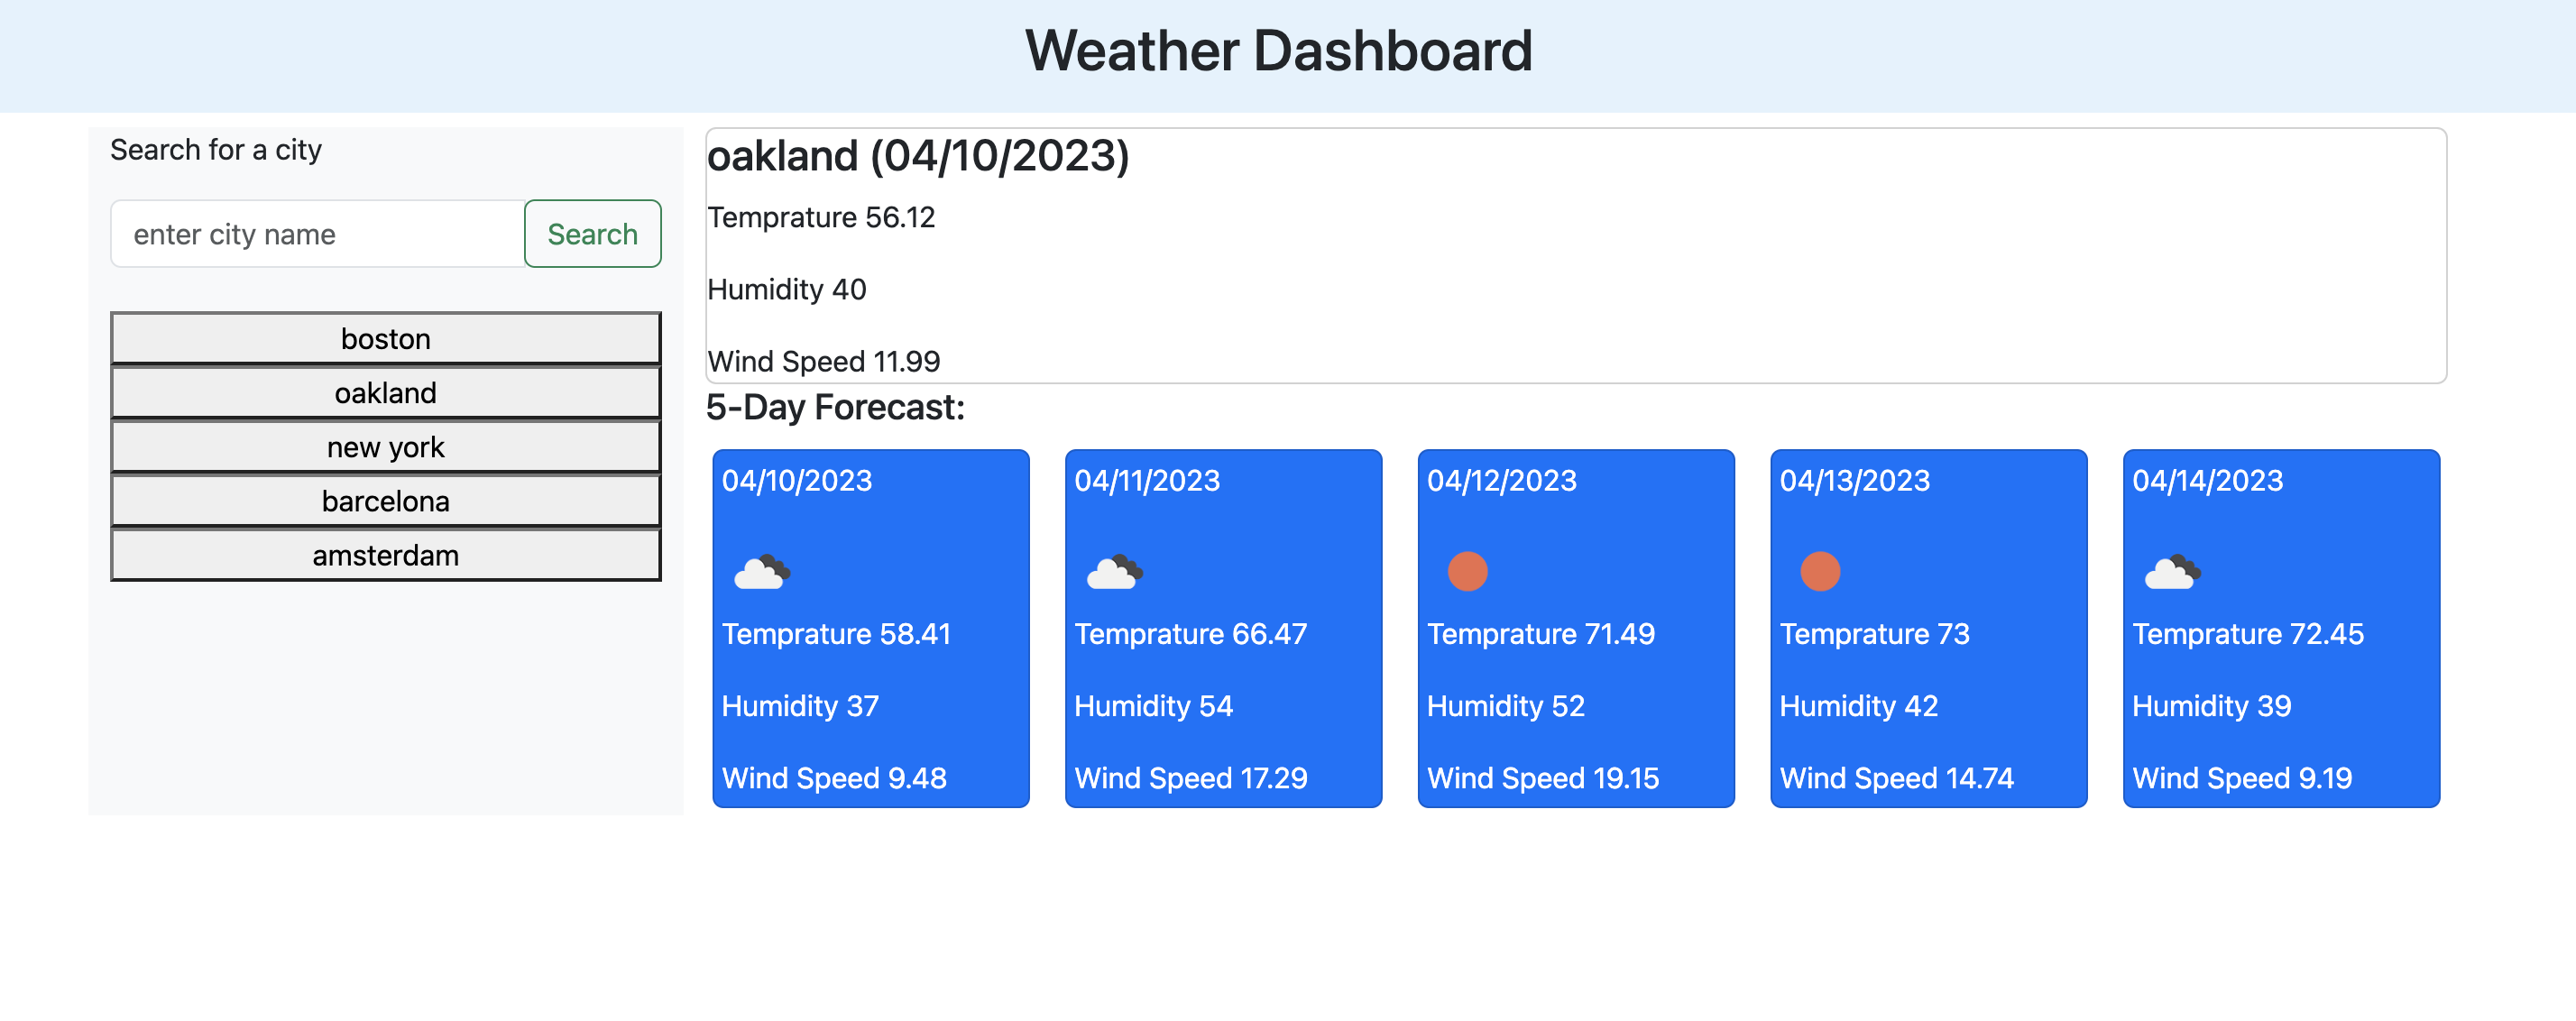 Weather Dashboard
Search for a city
enter city name
Search
boston
oakland
new york
barcelona
amsterdam
oakland (04/10/2023)
Temprature 56.12
Humidity 40
Wind Speed 11.99
5-Day Forecast:
04/10/2023
Temprature 58.41
Humidity 37
Wind Speed 9.48
04/11/2023
Temprature 66.47
Humidity 54
Wind Speed 17.29
04/12/2023
Temprature 71.49
Humidity 52
Wind Speed 19.15
04/13/2023
Temprature 73
Humidity 42
Wind Speed 14.74
04/14/2023
Temprature 72.45
Humidity 39
Wind Speed 9.19